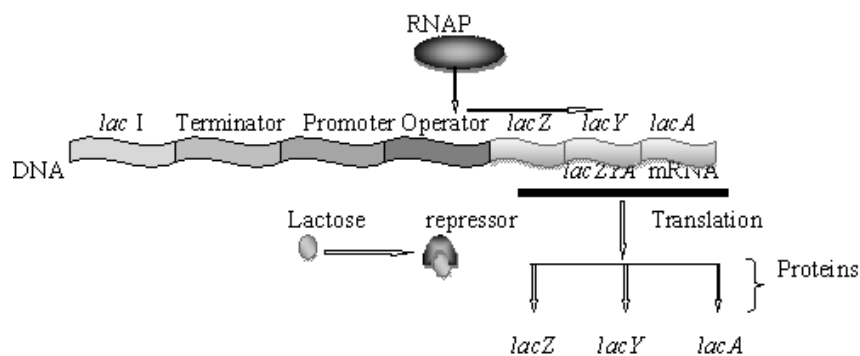 RNAP
lac I Terminator Promoter Operator lacZ lacY lacA
DNA
lacZYA mRNA
Lactose repressor Translation
Proteins
lacZ lacY lacA